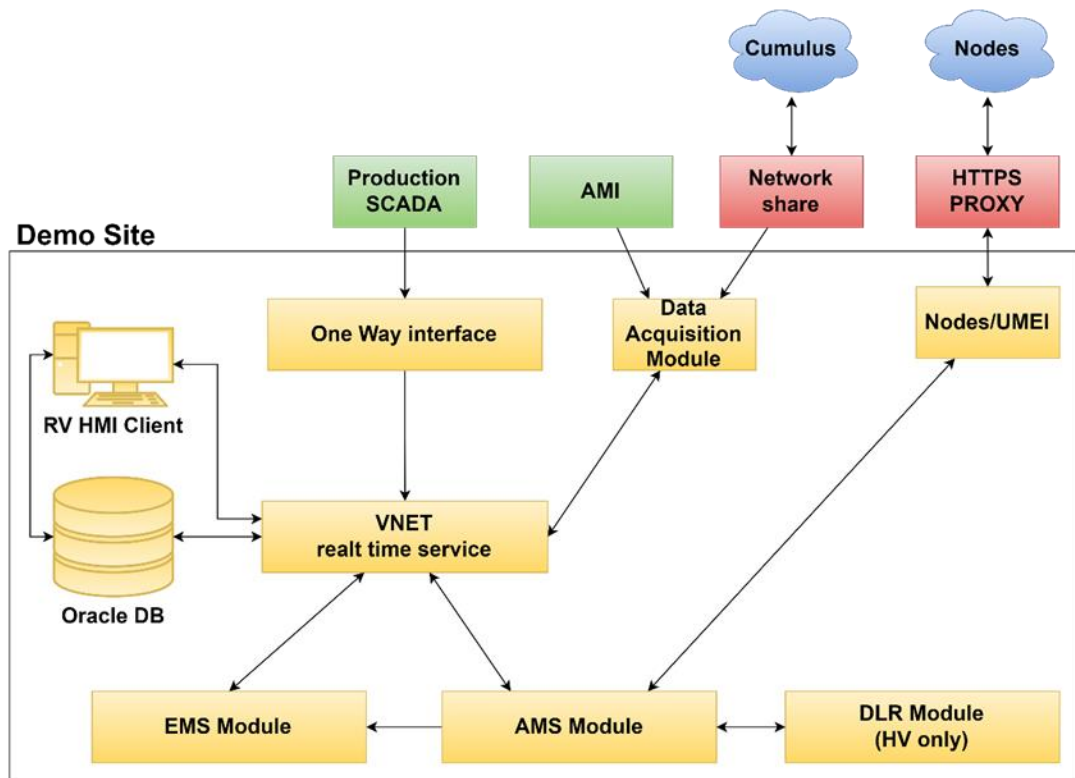 Cumulus
Nodes
Production
SCADA
AMI
Network
share
HTTPS
PROXY
Demo Site
One Way interface
Data
Acquisition
Module
Nodes/UMEI
RV HMI Client
VNET
realt time service
Oracle DB
EMS Module
AMS Module
DLR Module
(HV only)